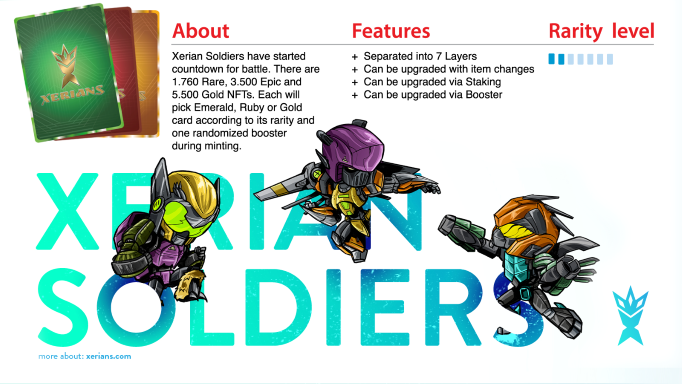 About
Xerian Soldiers have started
countdown for battle. There are
1.760 Rare, 3.500 Epic and
5.500 Gold NFTs. Each will
pick Emerald, Ruby or Gold
card according to its rarity and
one randomized booster
during minting.
Features
+ Separated into 7 Layers
+ Can be upgraded with item changes
+ Can be upgraded via Staking
+ Can be upgraded via Booster
Rarity level
XERIANS
XERIAN
SOLDIERS
more about: xerians.com